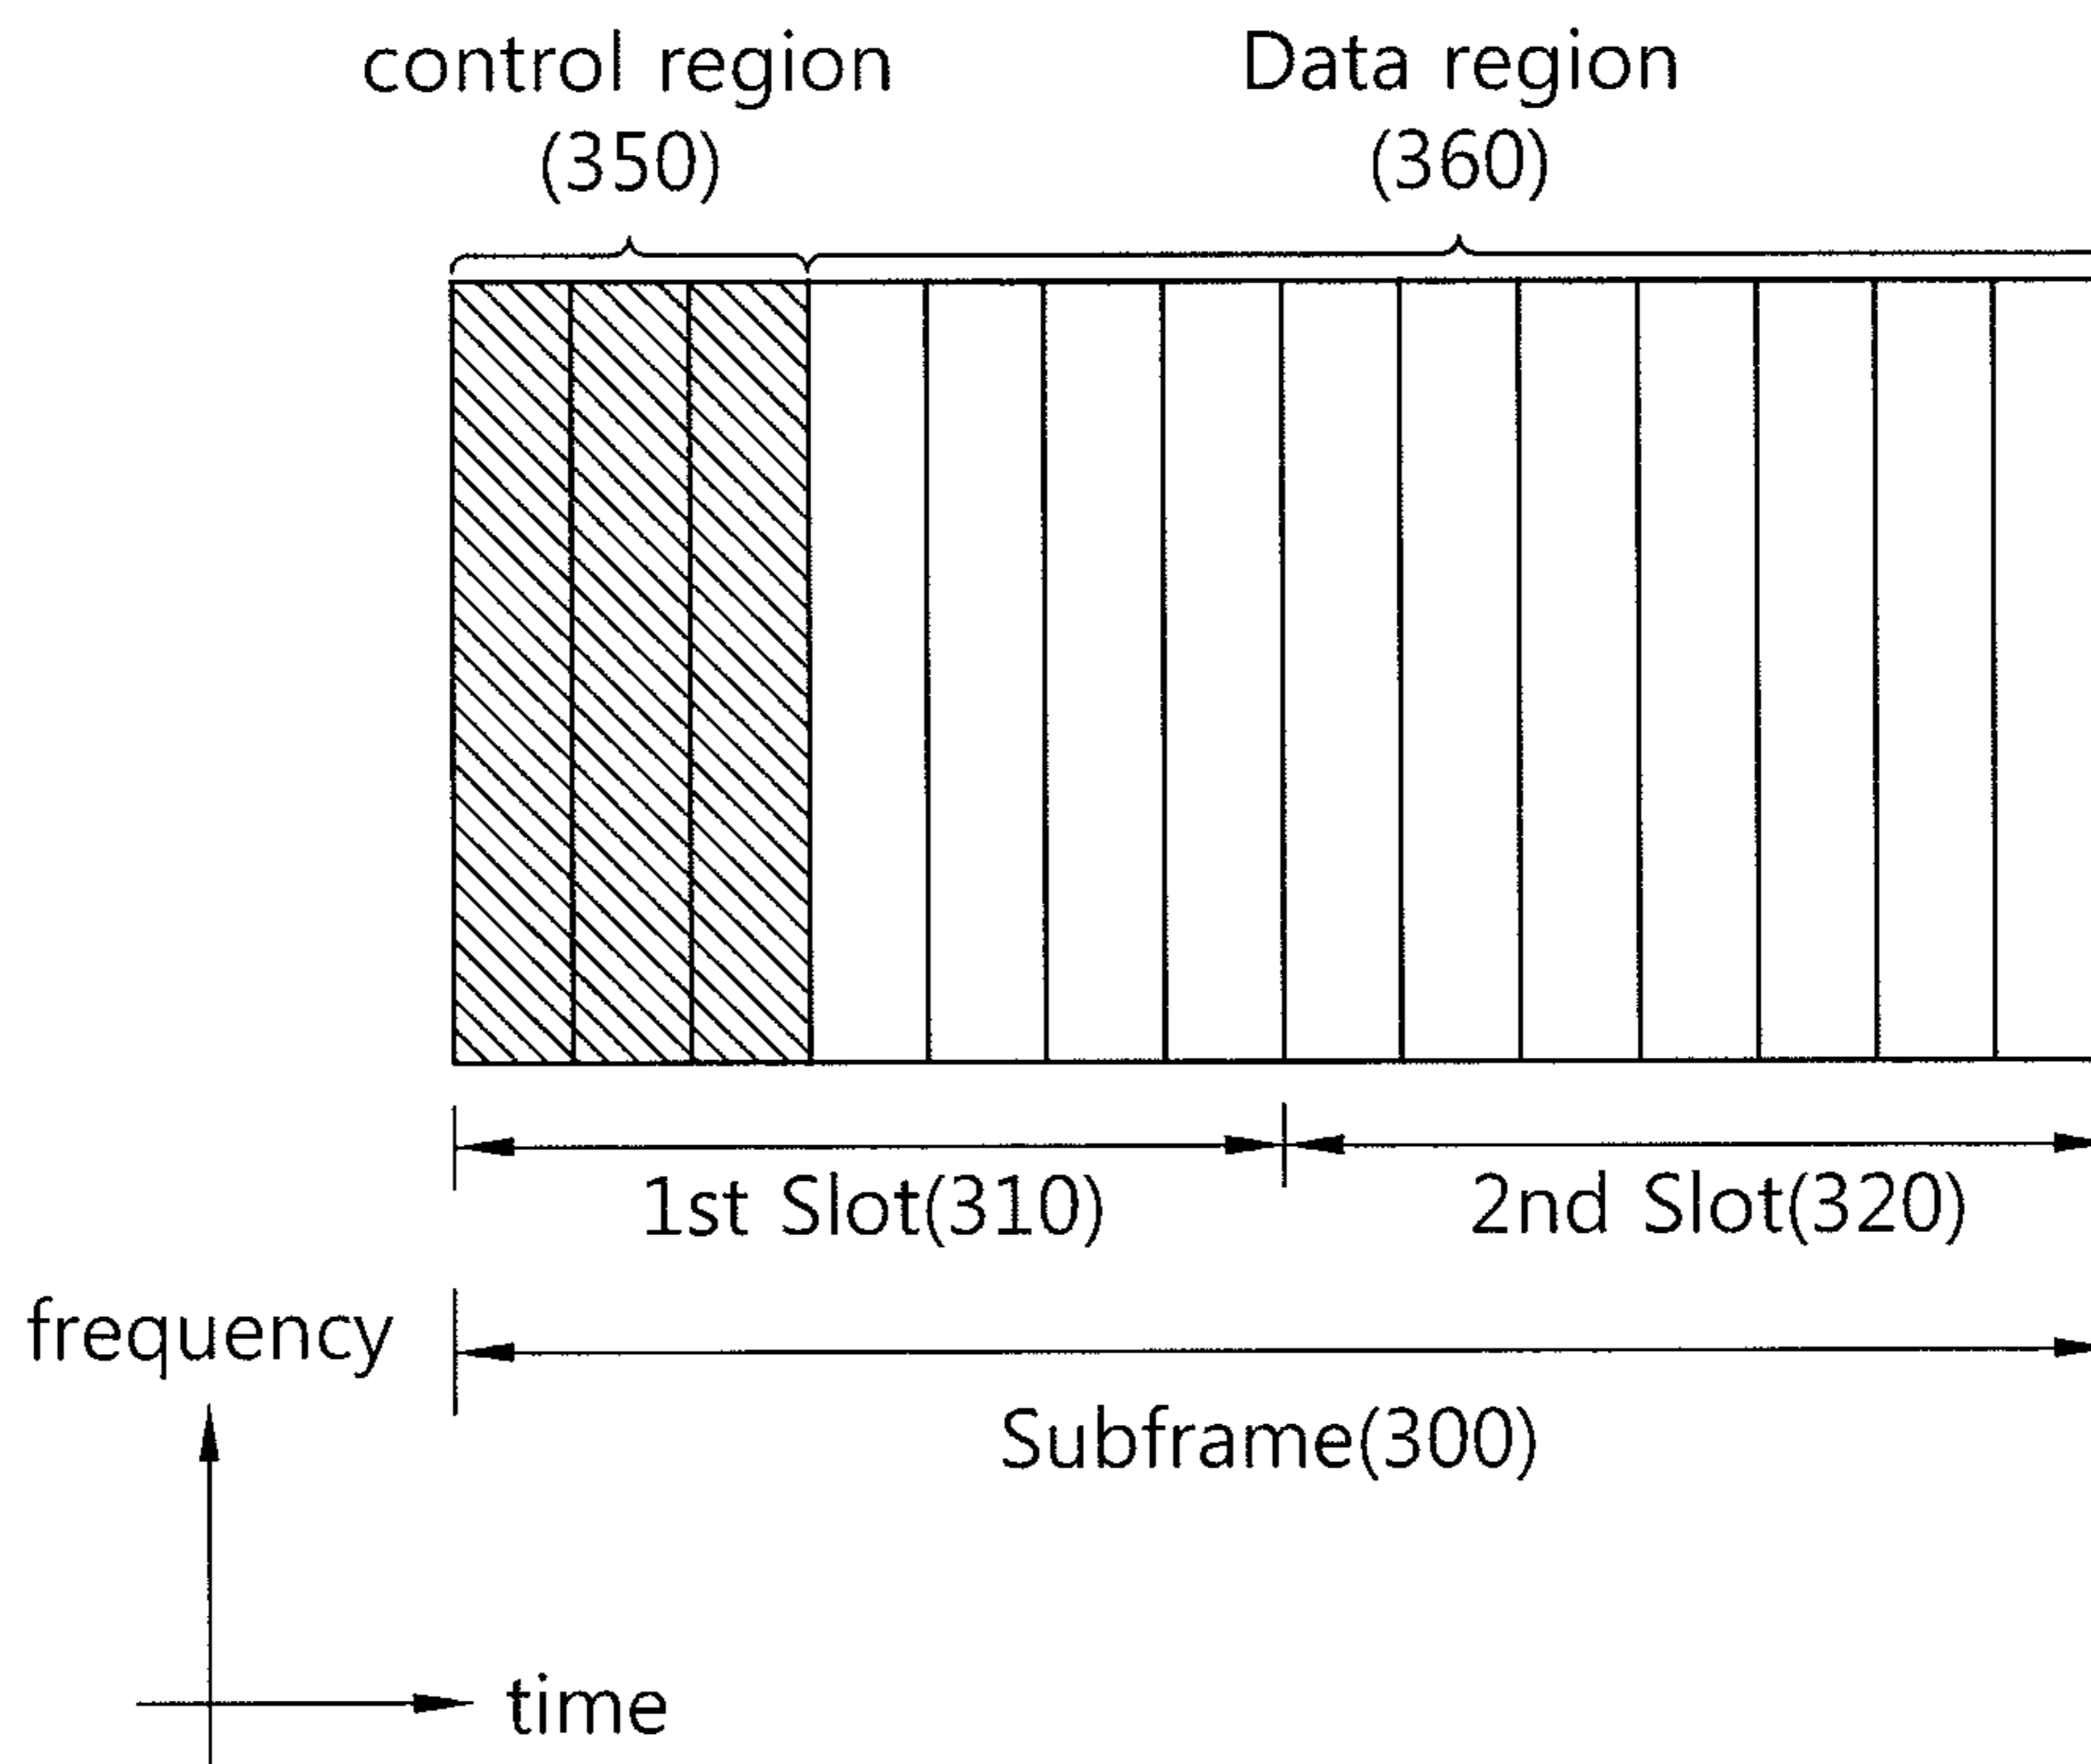 control region
(350)
Data region
(360)
1st Slot(310)
2nd Slot(320)
frequency
Subframe(300)
time